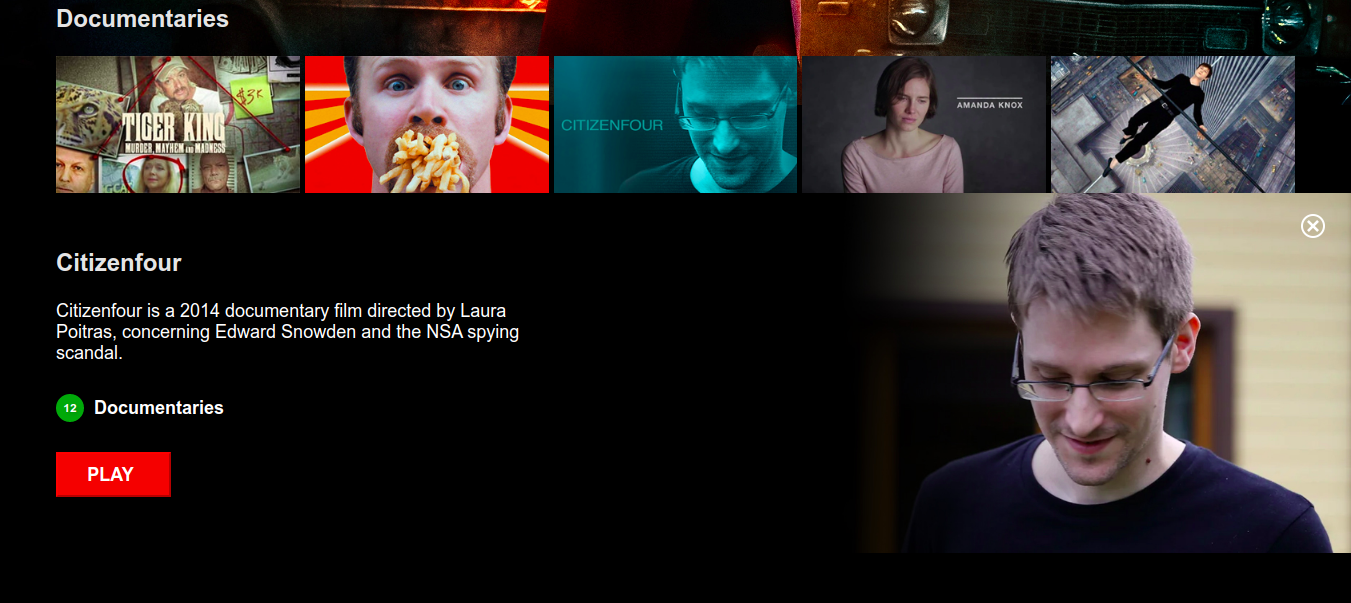 Documentaries
$3K
TIGER KING
MURDER, MAYHEM AND MADNESS
CITIZENFOUR
AMANDA KNOX
Citizenfour
Citizenfour is a 2014 documentary film directed by Laura
Poitras, concerning Edward Snowden and the NSA spying
scandal.
12 Documentaries
PLAY